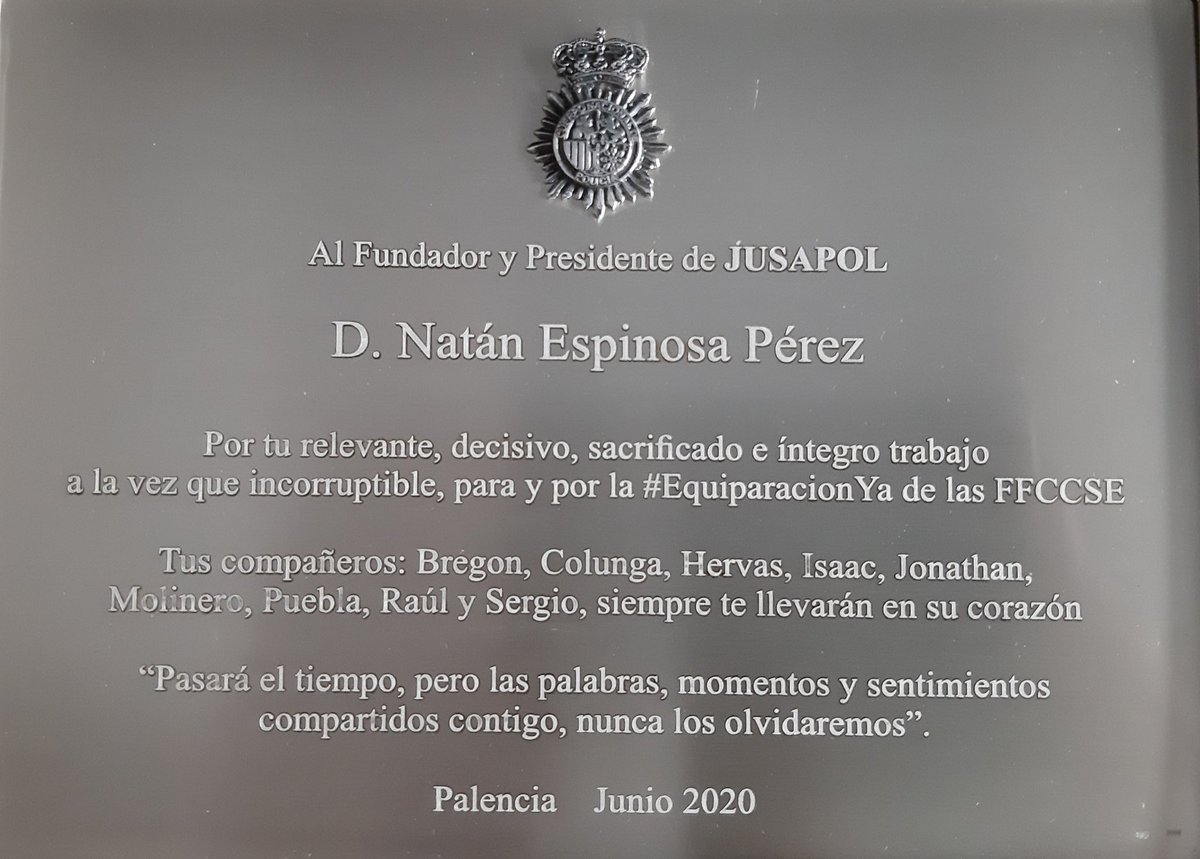 Al Fundador y Presidente de JUSAPOL
D. Natán Espinosa Pérez
Por tu relevante, decisivo, sacrificado e íntegro trabajo
a la vez que incorruptible, para y por la #EquiparacionYa de las FFCCSE
Tus compañeros: Bregon, Colunga, Hervas, Isaac, Jonathan,
Molinero, Puebla, Raúl y Sergio, siempre te llevarán en su corazón
“Pasará el tiempo, pero las palabras, momentos y sentimientos
compartidos contigo, nunca los olvidaremos”.
Palencia Junio 2020